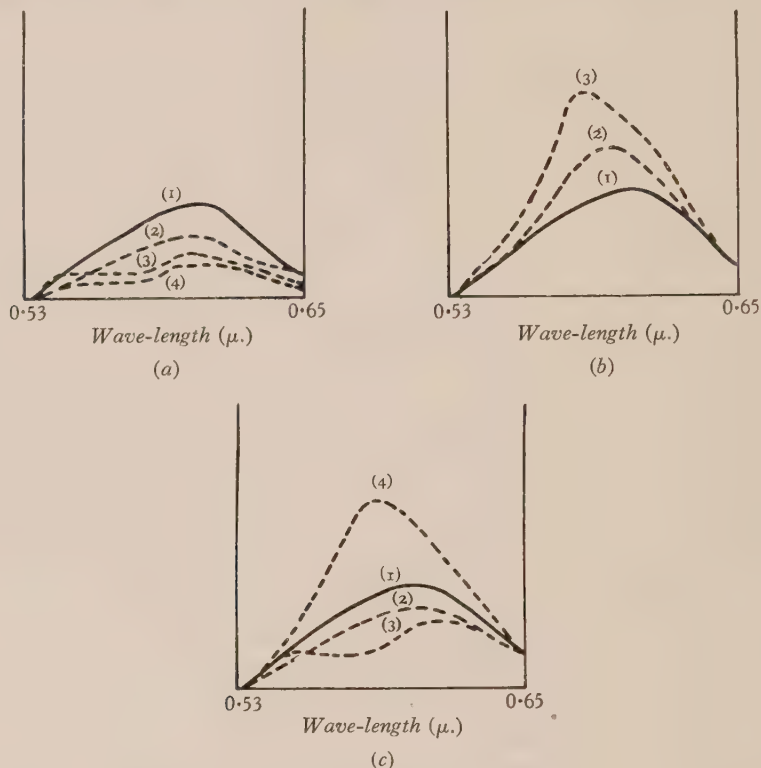 (1)
(2)
(3)
(4)
0·53
0·65
Wave-length (μ.)
(a)
(3)
(2)
(1)
0·53
0·65
Wave-length (μ.)
(b)
(4)
(1)
(2)
(3)
0·53
0·65
Wave-length (μ.)
(c)